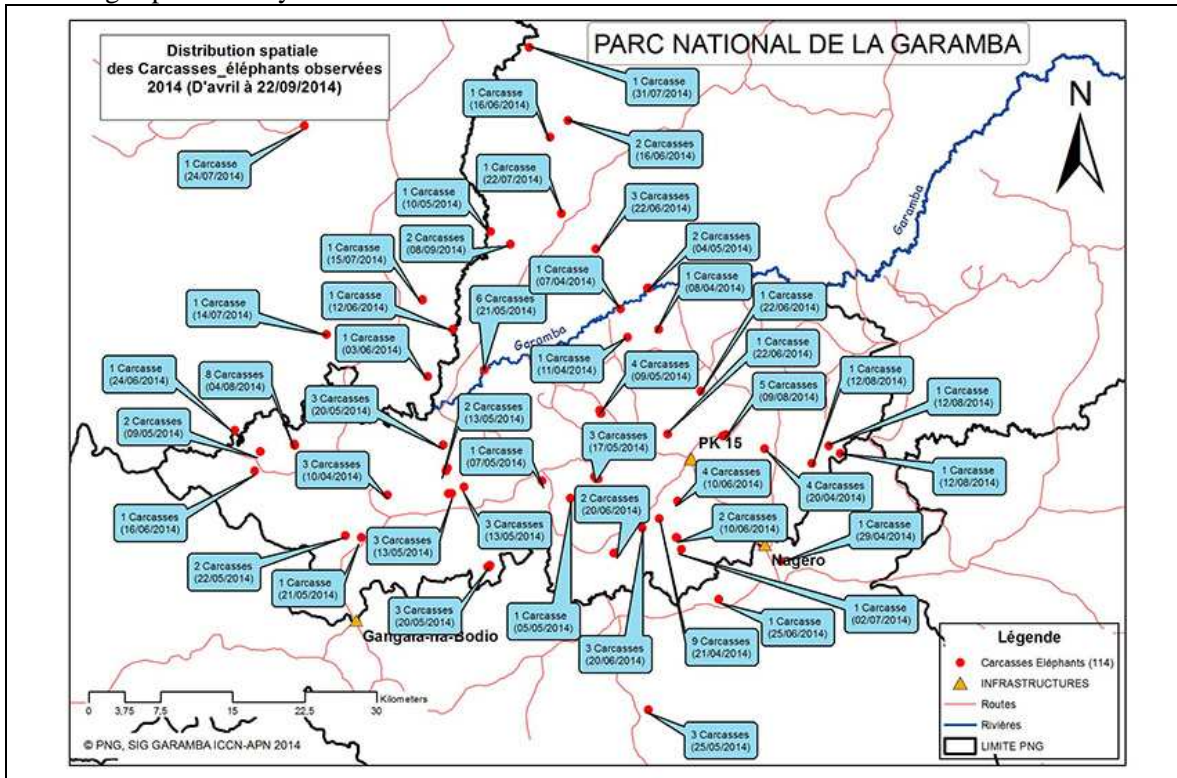 Distribution spatiale
des Carcasses_éléphants observées
2014 (D'avril à 22/09/2014)
PARC NATIONAL DE LA GARAMBA
N
1 Carcasse
(31/07/2014)
1 Carcasse
(16/06/2014)
2 Carcasses
(16/06/2014)
1 Carcasse
(24/07/2014)
1 Carcasse
(22/07/2014)
1 Carcasse
(10/05/2014)
3 Carcasses
(22/06/2014)
Garamba
2 Carcasses
(08/09/2014)
2 Carcasses
(04/05/2014)
1 Carcasse
(15/07/2014)
1 Carcasse
(07/04/2014)
1 Carcasse
(08/04/2014)
1 Carcasse
(14/07/2014)
1 Carcasse
(12/06/2014)
6 Carcasses
(21/05/2014)
1 Carcasse
(22/06/2014)
Garamba
1 Carcasse
(03/06/2014)
1 Carcasse
(11/04/2014)
1 Carcasse
(22/06/2014)
1 Carcasse
(24/06/2014)
8 Carcasses
(04/08/2014)
4 Carcasses
(09/05/2014)
5 Carcasses
(09/08/2014)
1 Carcasse
(12/08/2014)
1 Carcasse
(12/08/2014)
3 Carcasses
(20/05/2014)
2 Carcasses
(13/05/2014)
2 Carcasses
(09/05/2014)
1 Carcasse
(07/05/2014)
3 Carcasses
(17/05/2014)
PK 15
3 Carcasses
(10/04/2014)
4 Carcasses
(10/06/2014)
4 Carcasses
(20/04/2014)
1 Carcasse
(12/08/2014)
1 Carcasse
(16/06/2014)
3 Carcasses
(13/05/2014)
3 Carcasses
(13/05/2014)
2 Carcasses
(20/06/2014)
2 Carcasses
(10/06/2014)
1 Carcasse
(29/04/2014)
2 Carcasses
(22/05/2014)
1 Carcasse
(21/05/2014)
Nagero
3 Carcasses
(20/05/2014)
1 Carcasse
(05/05/2014)
1 Carcasse
(25/06/2014)
1 Carcasse
(02/07/2014)
Gangala-na-Bodio
3 Carcasses
(20/06/2014)
9 Carcasses
(21/04/2014)
3 Carcasses
(25/05/2014)
Légende
Carcasses Eléphants (114)
INFRASTRUCTURES
Routes
Rivières
LIMITE PNG
Kilometers
0 3,75 7,5 15 22,5 30
© PNG, SIG GARAMBA ICCN-APN 2014